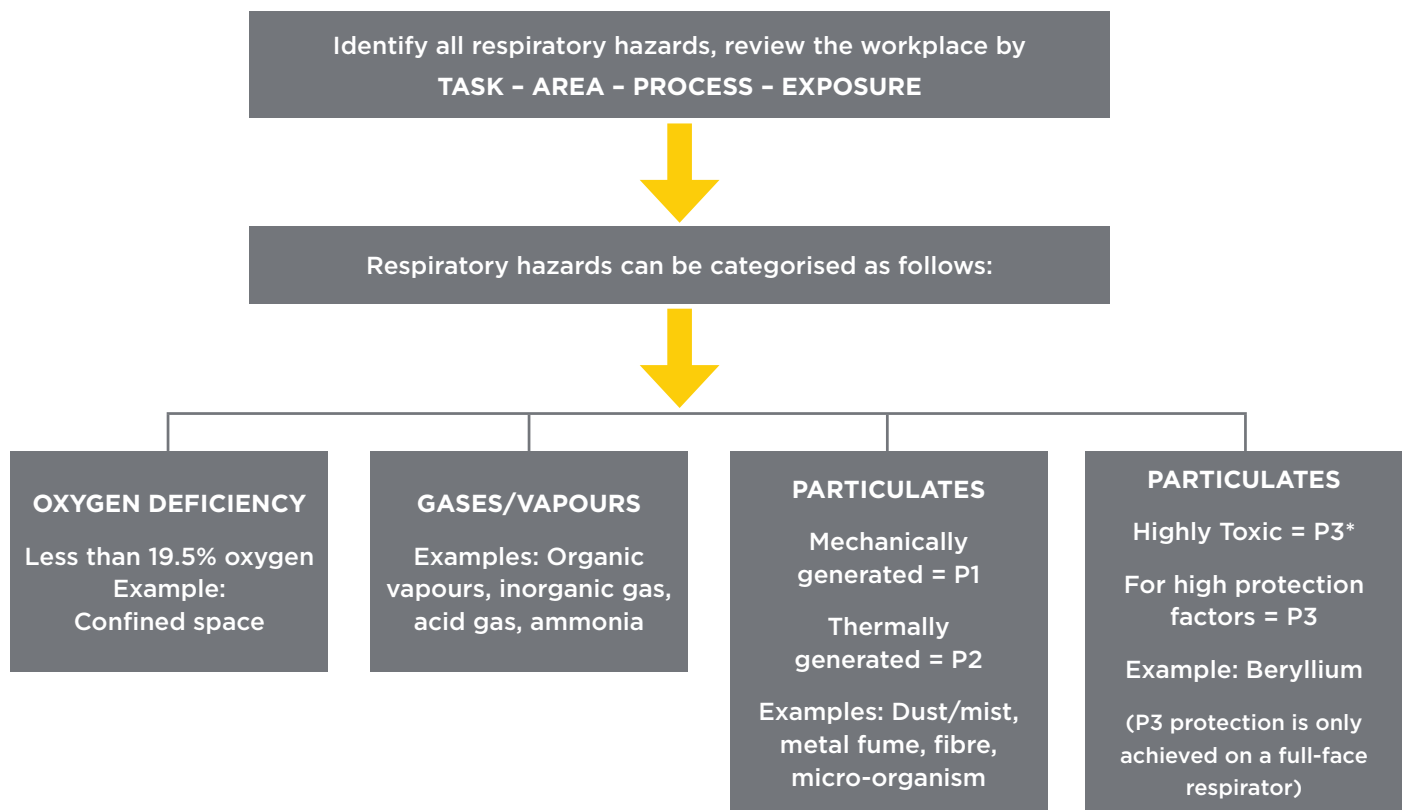 Identify all respiratory hazards, review the workplace by
TASK – AREA – PROCESS – EXPOSURE
Respiratory hazards can be categorised as follows:
OXYGEN DEFICIENCY
Less than 19.5% oxygen
Example:
Confined space
GASES/VAPOURS
Examples: Organic
vapours, inorganic gas,
acid gas, ammonia
PARTICULATES
Mechanically
generated = P1
Thermally
generated = P2
Examples: Dust/mist,
metal fume, fibre,
micro-organism
PARTICULATES
Highly Toxic = P3*
For high protection
factors = P3
Example: Beryllium
(P3 protection is only
achieved on a full-face
respirator)